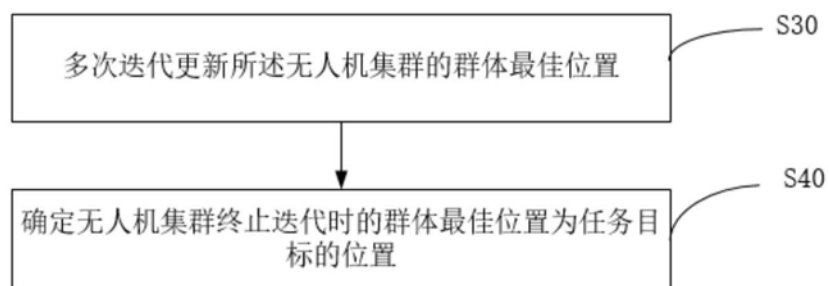 S30
多次迭代更新所述无人机集群的群体最佳位置
S40
确定无人机集群终止迭代时的群体最佳位置为任务目
标的位置